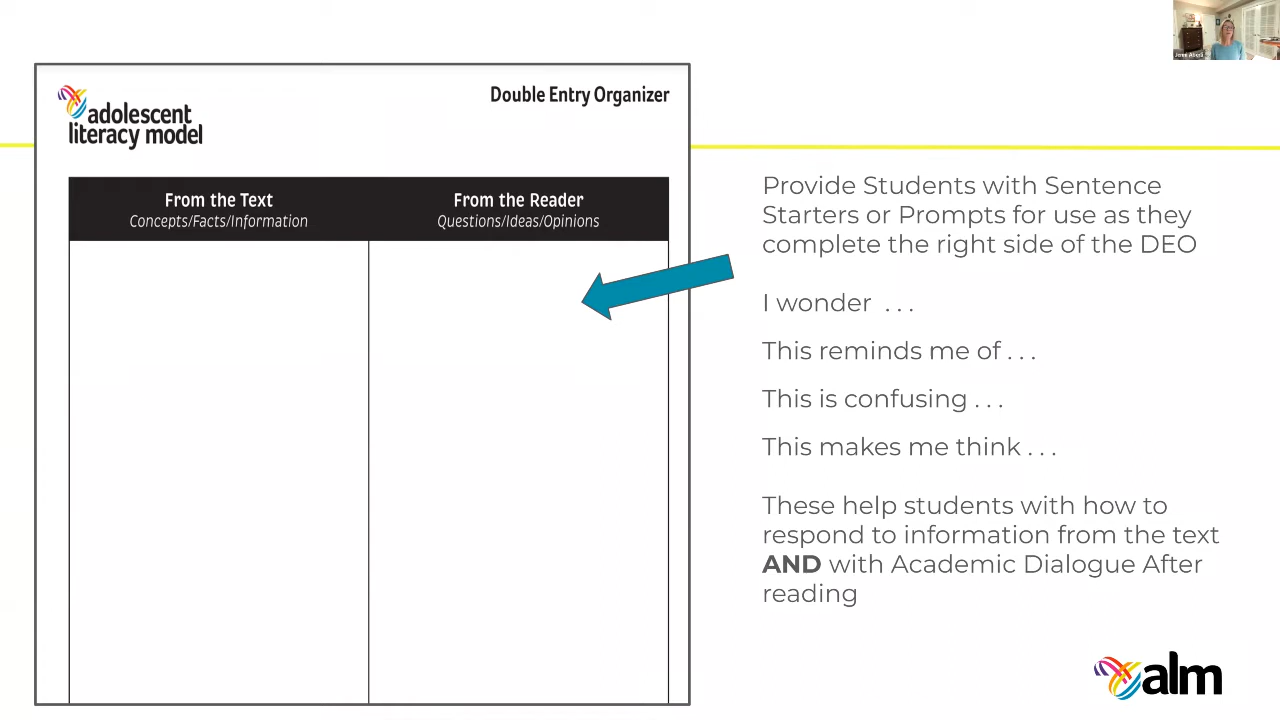 adolescent
literacy model
Double Entry Organizer
From the Text
Concepts/Facts/Information
From the Reader
Questions/Ideas/Opinions
Provide Students with Sentence
Starters or Prompts for use as they
complete the right side of the DEO
I wonder . . .
This reminds me of . . .
This is confusing . . .
This makes me think . . .
These help students with how to
respond to information from the text
AND with Academic Dialogue After
reading
alm